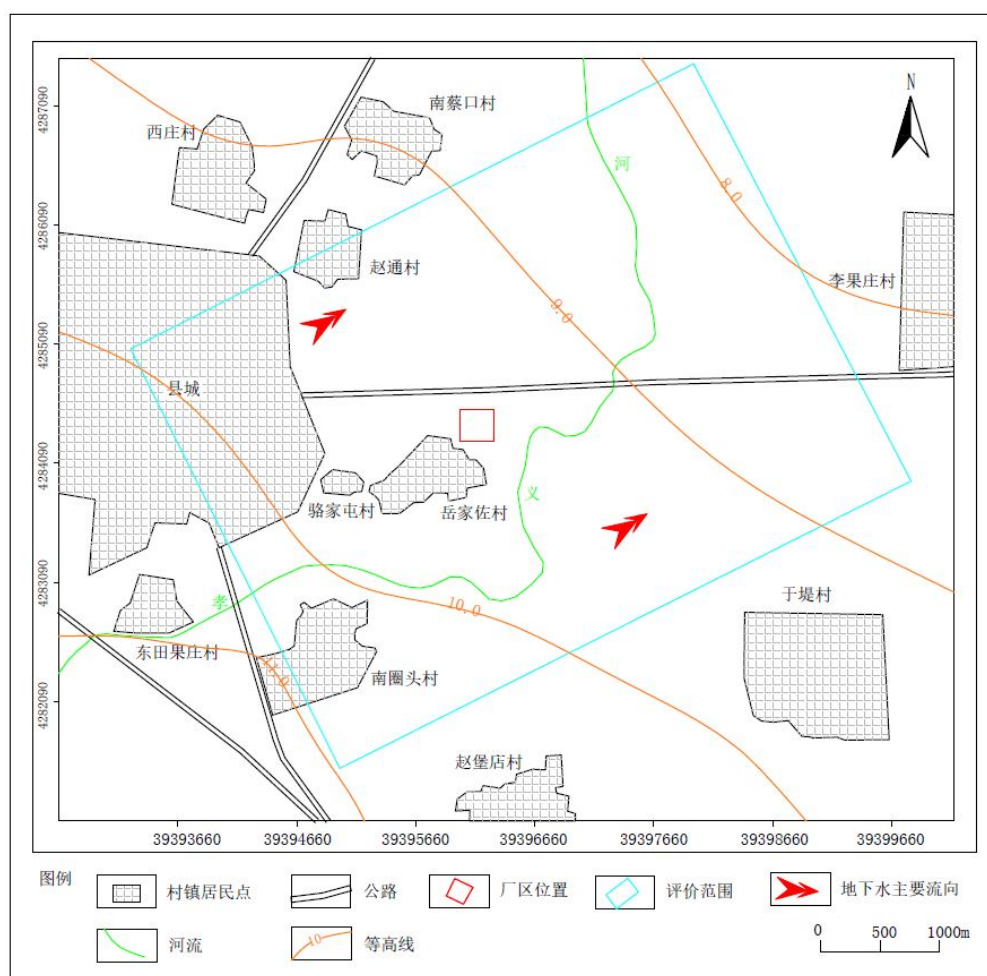 N
南蔡口村
西庄村
河
8.0
赵通村
李果庄村
9.0
县城
骆家屯村
岳家佐村
义
孝
10.0
于堤村
东田果庄村
11.0
南圈头村
赵堡店村
4287090
4286090
4285090
4284090
4283090
4282090
39393660
39394660
39395660
39396660
39397660
39398660
39399660
图例
村镇居民点
公路
厂区位置
评价范围
地下水主要流向
河流
10
等高线
0
500
1000m